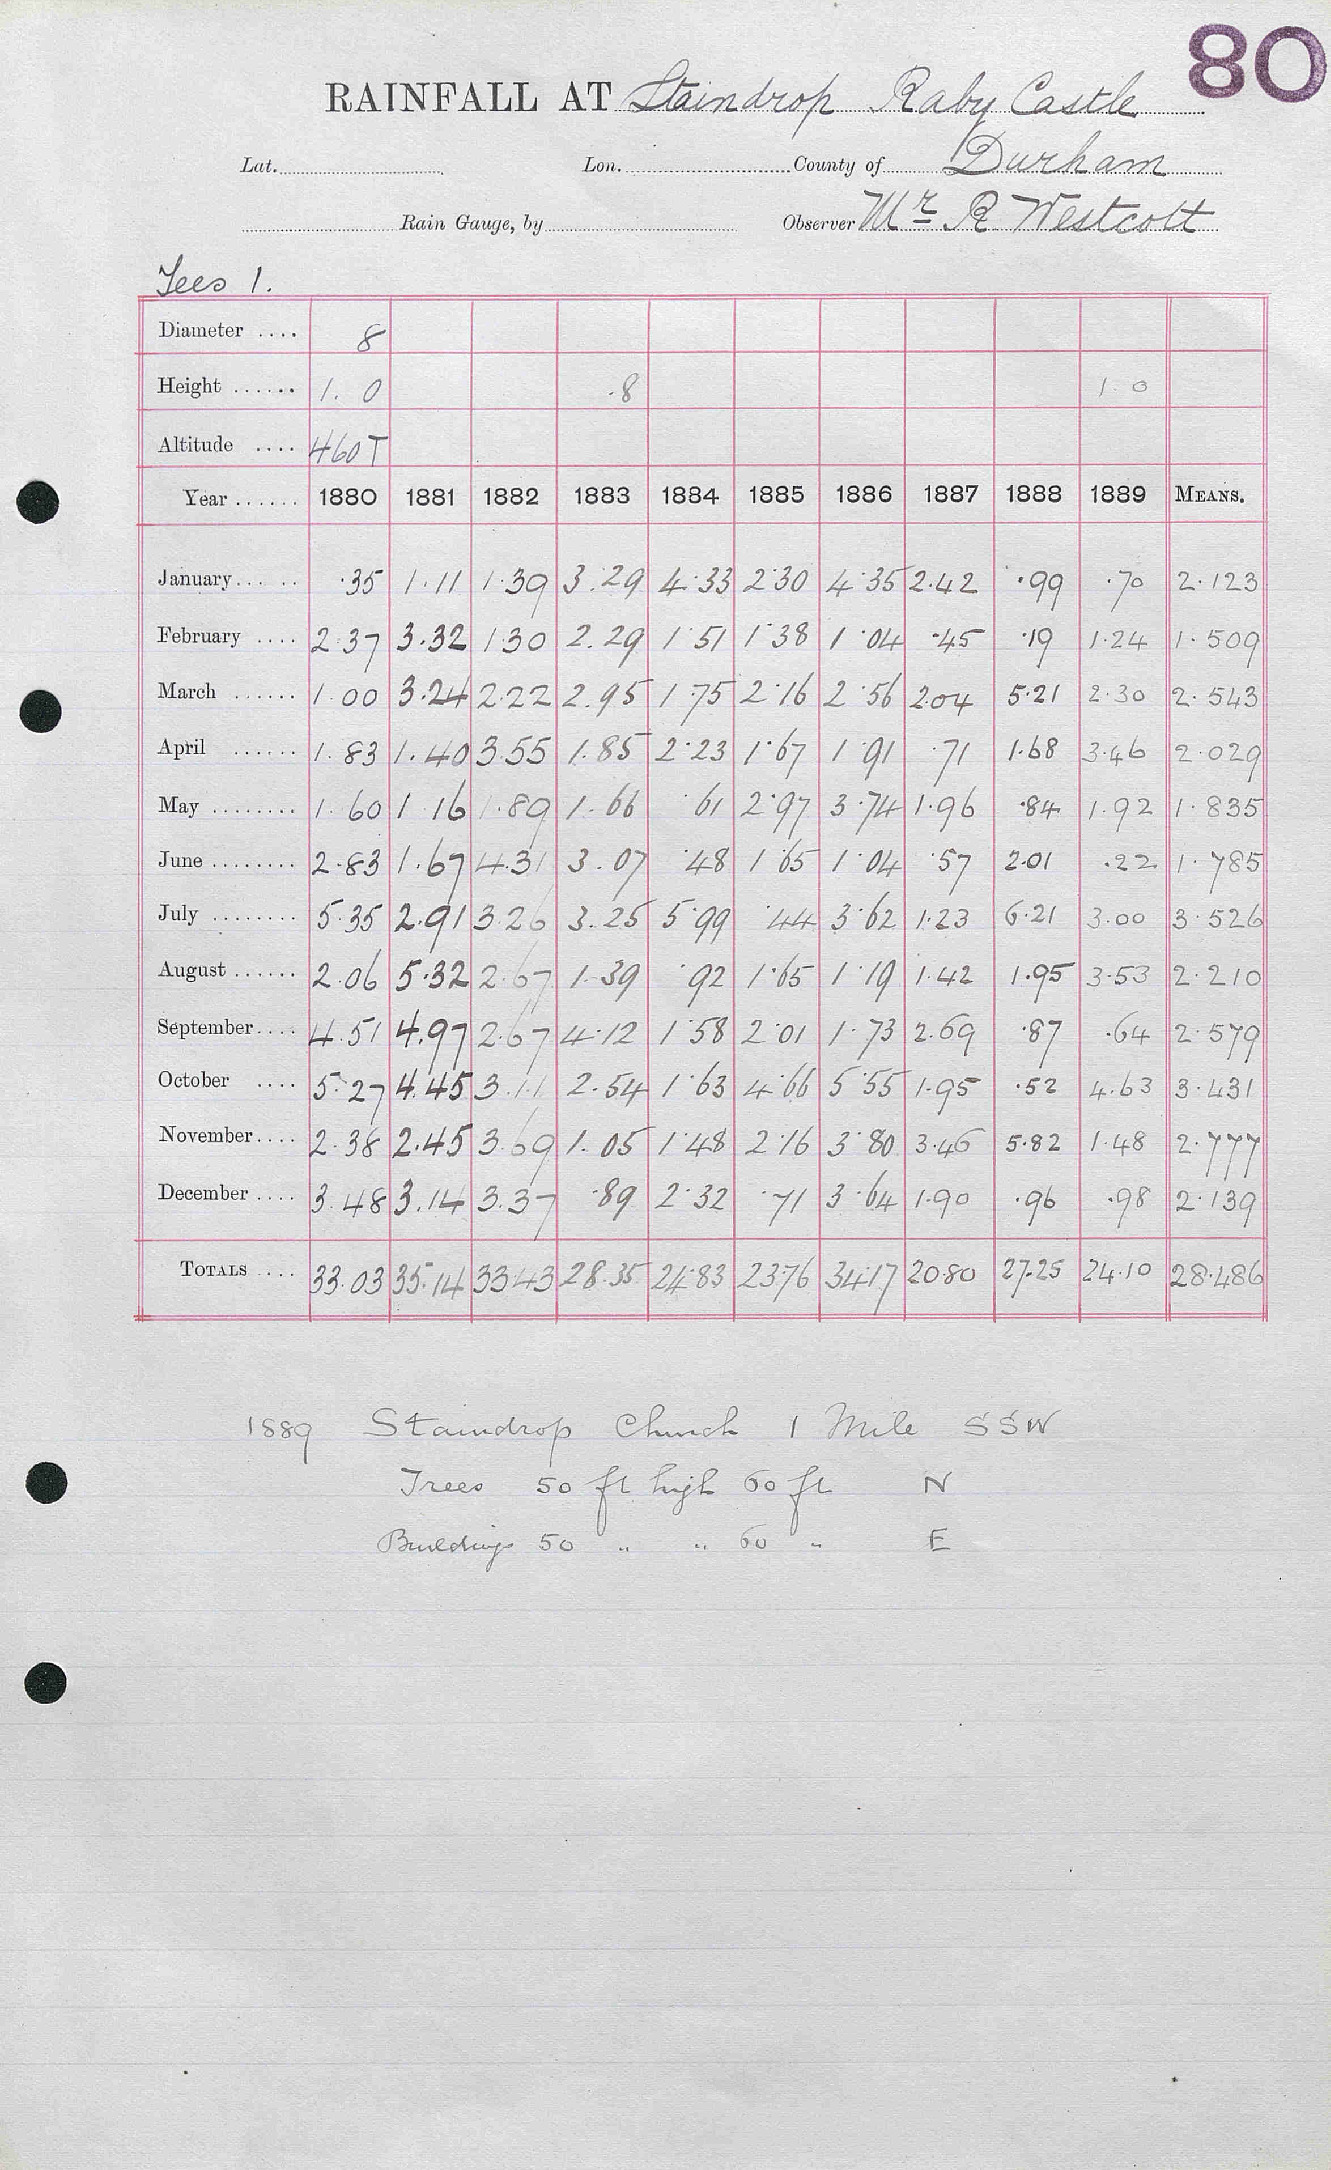 80
RAINFALL AT Staindrop Raby Castle
Lat. Lon. County of Durham
Rain Gauge, by Observer Mr R Westcott
Tees 1.
Diameter .... 8
Height ...... 1. 0 .8 1. 0
Altitude .... 460T
Year ...... 1880 1881 1882 1883 1884 1885 1886 1887 1888 1889 MEANS.
January ...... .35 1.11 1.39 3.29 4.33 2.30 4.35 2.42 .99 .70 2.123
February .... 2.37 3.32 1.30 2.29 1.51 1.38 1.04 .45 .19 1.24 1.509
March ...... 1.00 3.24 2.22 2.95 1.75 2.16 2.56 2.04 5.21 2.30 2.543
April ...... 1.83 1.40 3.55 1.85 2.23 1.67 1.91 .71 1.68 3.46 2.029
May ........ 1.60 1.16 1.89 1.66 .61 2.97 3.74 1.96 .84 1.92 1.835
June ........ 2.83 1.67 4.31 3.07 .48 1.65 1.04 .57 2.01 .22 1.785
July ........ 5.35 2.91 3.26 3.25 5.99 .44 3.62 1.23 6.21 3.00 3.526
August ...... 2.06 5.32 2.67 1.39 .92 1.65 1.19 1.42 1.95 3.53 2.210
September .... 4.51 4.97 2.67 4.12 1.58 2.01 1.73 2.69 .87 .64 2.579
October .... 5.27 4.45 3.11 2.54 1.63 4.66 5.55 1.95 .52 4.63 3.431
November .... 2.38 2.45 3.69 1.05 1.48 2.16 3.80 3.46 5.82 1.48 2.777
December .... 3.48 3.14 3.37 .89 2.32 .71 3.64 1.90 .96 .98 2.139
TOTALS .... 33.03 35.14 33.43 28.35 24.83 23.76 34.17 20.80 27.25 24.10 28.486
1889 Staindrop Church 1 Mile SSW
Trees 50 ft high 60 ft N
Buildings 50 " " 60 " E